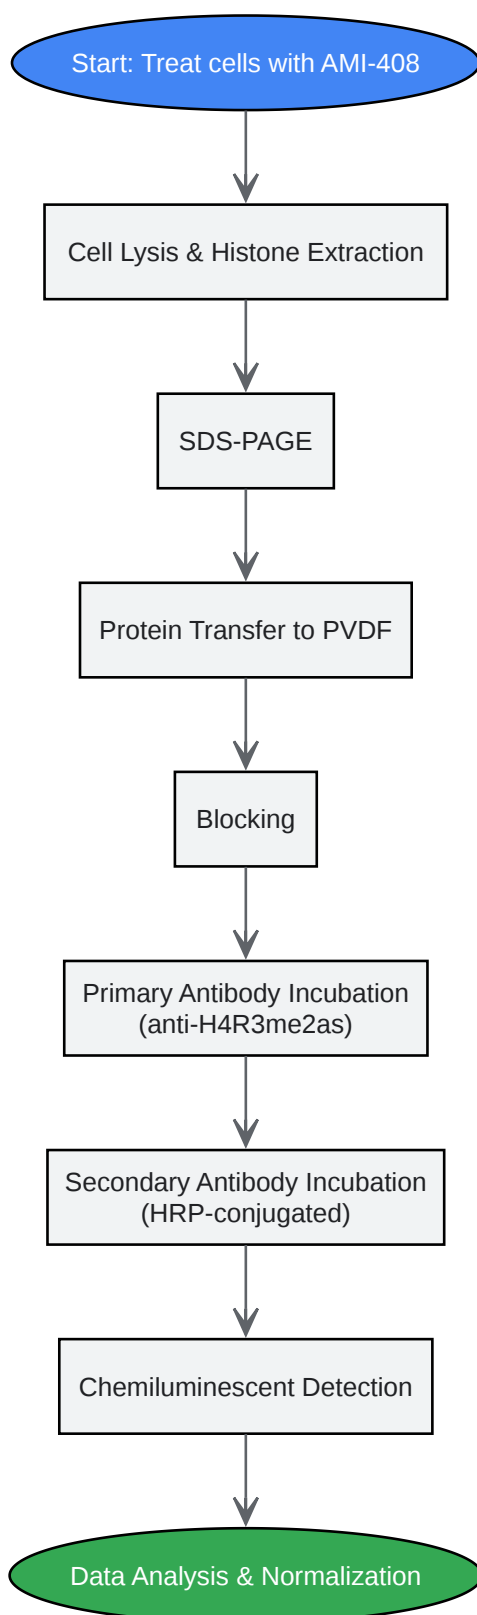 Start: Treat cells with AMI-408
Cell Lysis & Histone Extraction
SDS-PAGE
Protein Transfer to PVDF
Blocking
Primary Antibody Incubation
(anti-H4R3me2as)
Secondary Antibody Incubation
(HRP-conjugated)
Chemiluminescent Detection
Data Analysis & Normalization